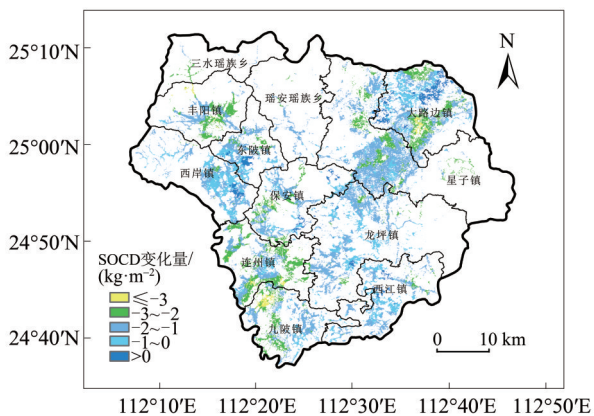 25°10′N
25°00′N
24°50′N
24°40′N
N
三水瑶族乡
瑶安瑶族乡
丰阳镇
大路边镇
东陂镇
西岸镇
星子镇
保安镇
龙坪镇
连州镇
西江镇
九陂镇
SOCD变化量/
(kg·m⁻²)
≤−3
−3~−2
−2~−1
−1~0
>0
0 10 km
112°10′E 112°20′E 112°30′E 112°40′E 112°50′E